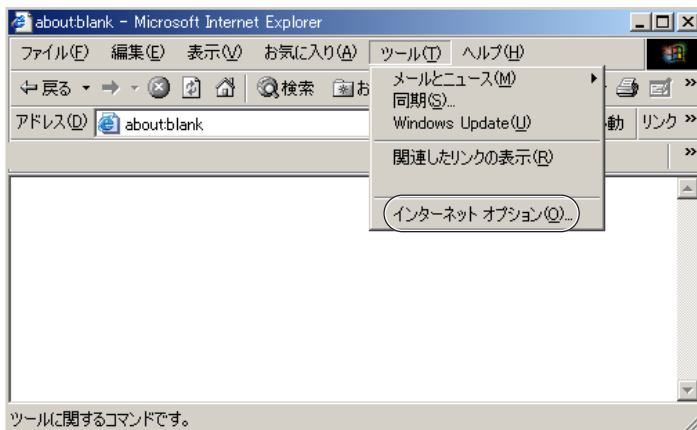 about:blank - Microsoft Internet Explorer
ファイル(F) 編集(E) 表示(V) お気に入り(A) ツール(T) ヘルプ(H)
戻る 検索 お
メールとニュース(M)
同期(S)...
Windows Update(U)
関連したリンクの表示(R)
インターネット オプション(O)...
アドレス(D) about:blank 動 リンク »
ツールに関するコマンドです。